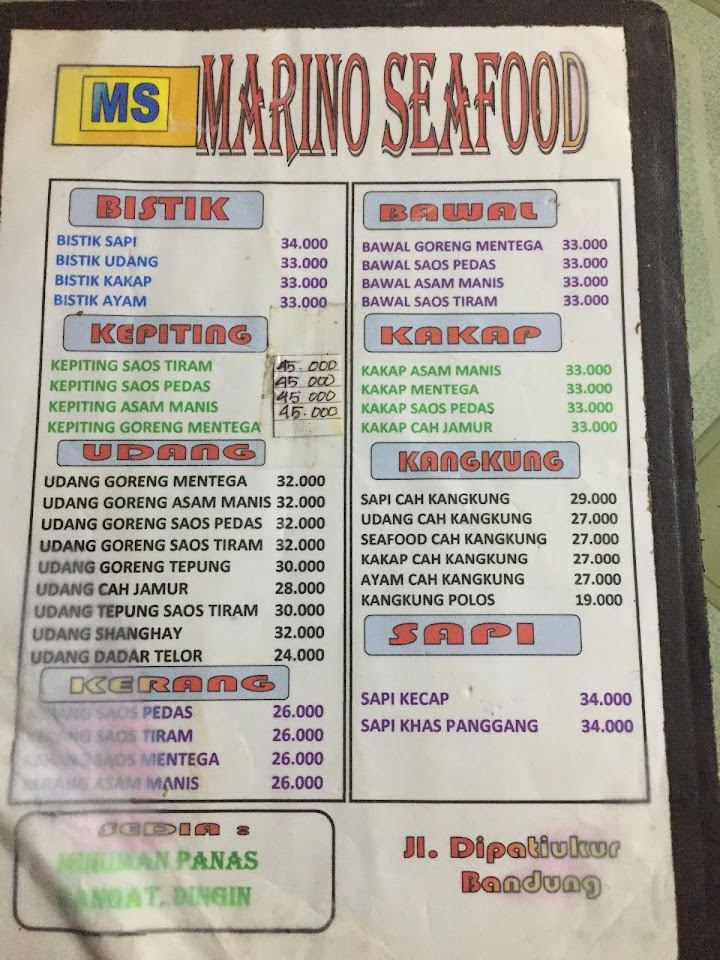 MS MARINO SEAFOOD
BISTIK
BISTIK SAPI 34.000
BISTIK UDANG 33.000
BISTIK KAKAP 33.000
BISTIK AYAM 33.000
KEPITING
KEPITING SAOS TIRAM 45.000
KEPITING SAOS PEDAS 45 000
KEPITING ASAM MANIS 45 000
KEPITING GORENG MENTEGA 45.000
UDANG
UDANG GORENG MENTEGA 32.000
UDANG GORENG ASAM MANIS 32.000
UDANG GORENG SAOS PEDAS 32.000
UDANG GORENG SAOS TIRAM 32.000
UDANG GORENG TEPUNG 30.000
UDANG CAH JAMUR 28.000
UDANG TEPUNG SAOS TIRAM 30.000
UDANG SHANGHAY 32.000
UDANG DADAR TELOR 24.000
KERANG
KERANG SAOS PEDAS 26.000
KERANG SAOS TIRAM 26.000
KERANG SAOS MENTEGA 26.000
KERANG ASAM MANIS 26.000
SEDIA :
MINUMAN PANAS
HANGAT, DINGIN
BAWAL
BAWAL GORENG MENTEGA 33.000
BAWAL SAOS PEDAS 33.000
BAWAL ASAM MANIS 33.000
BAWAL SAOS TIRAM 33.000
KAKAP
KAKAP ASAM MANIS 33.000
KAKAP MENTEGA 33.000
KAKAP SAOS PEDAS 33.000
KAKAP CAH JAMUR 33.000
KANGKUNG
SAPI CAH KANGKUNG 29.000
UDANG CAH KANGKUNG 27.000
SEAFOOD CAH KANGKUNG 27.000
KAKAP CAH KANGKUNG 27.000
AYAM CAH KANGKUNG 27.000
KANGKUNG POLOS 19.000
SAPI
SAPI KECAP 34.000
SAPI KHAS PANGGANG 34.000
Jl. Dipatiukur
Bandung